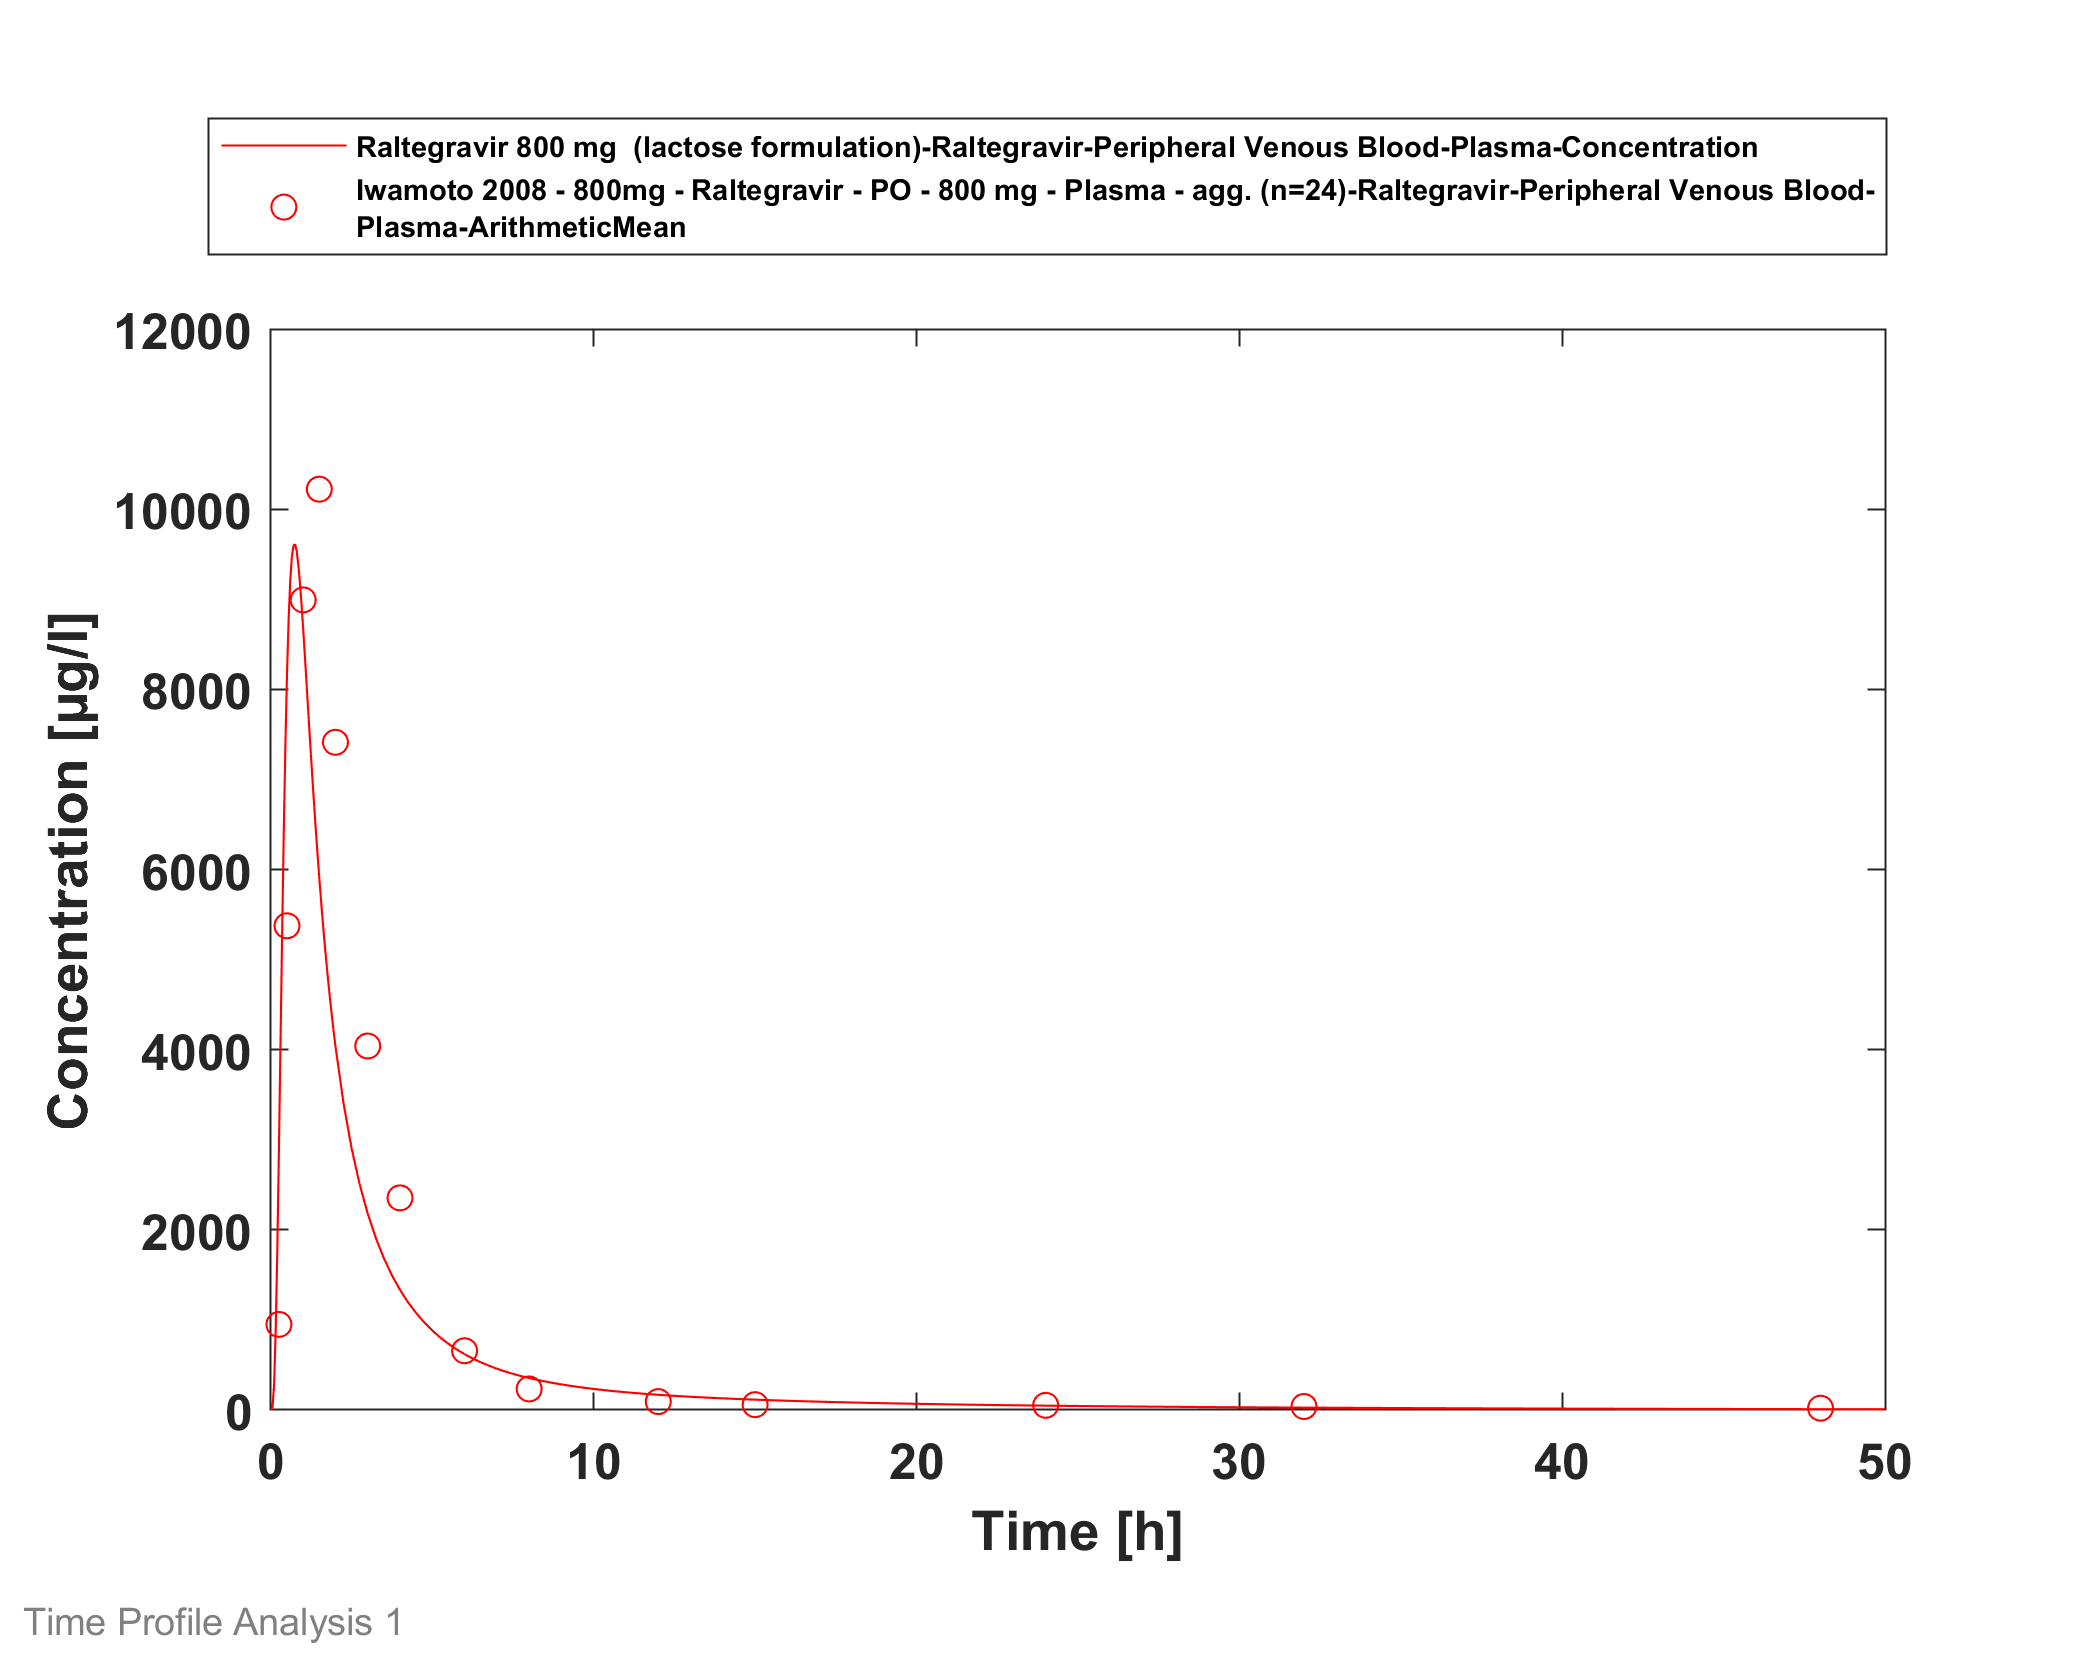 Raltegravir 800 mg  (lactose formulation)-Raltegravir-Peripheral Venous Blood-Plasma-Concentration
Iwamoto 2008 - 800mg - Raltegravir - PO - 800 mg - Plasma - agg. (n=24)-Raltegravir-Peripheral Venous Blood-
Plasma-ArithmeticMean
12000
10000
8000
6000
4000
2000
0
Concentration [µg/l]
0 10 20 30 40 50
Time [h]
Time Profile Analysis 1